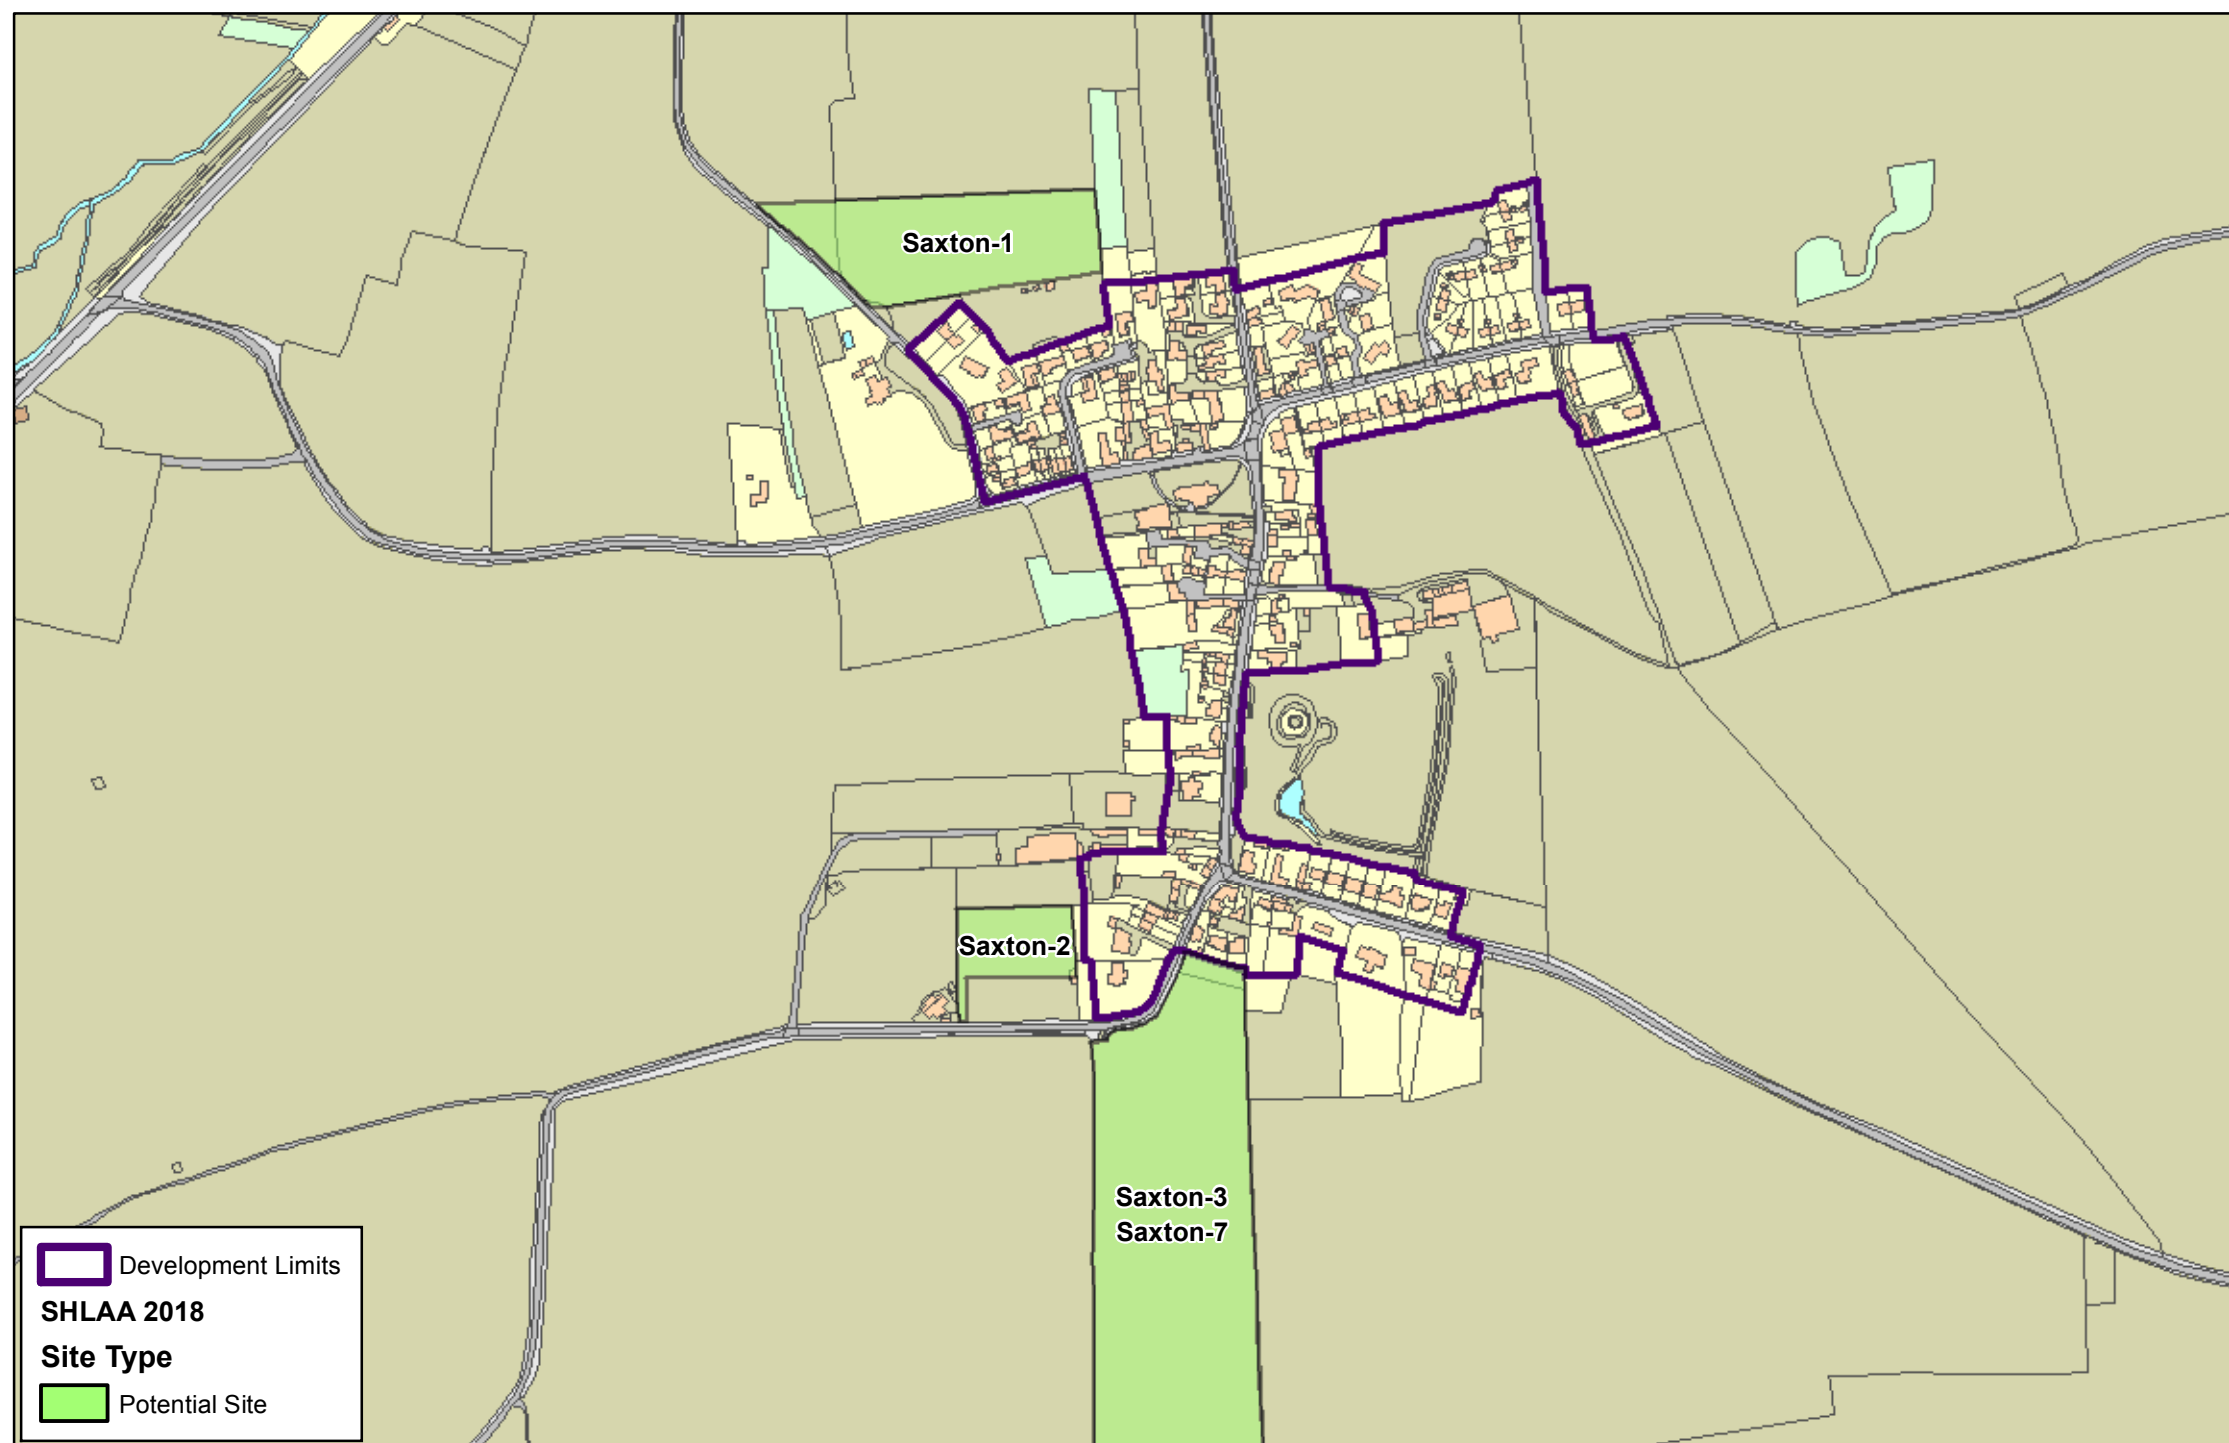 Saxton-1
Saxton-2
Saxton-3
Saxton-7
Development Limits
SHLAA 2018
Site Type
Potential Site